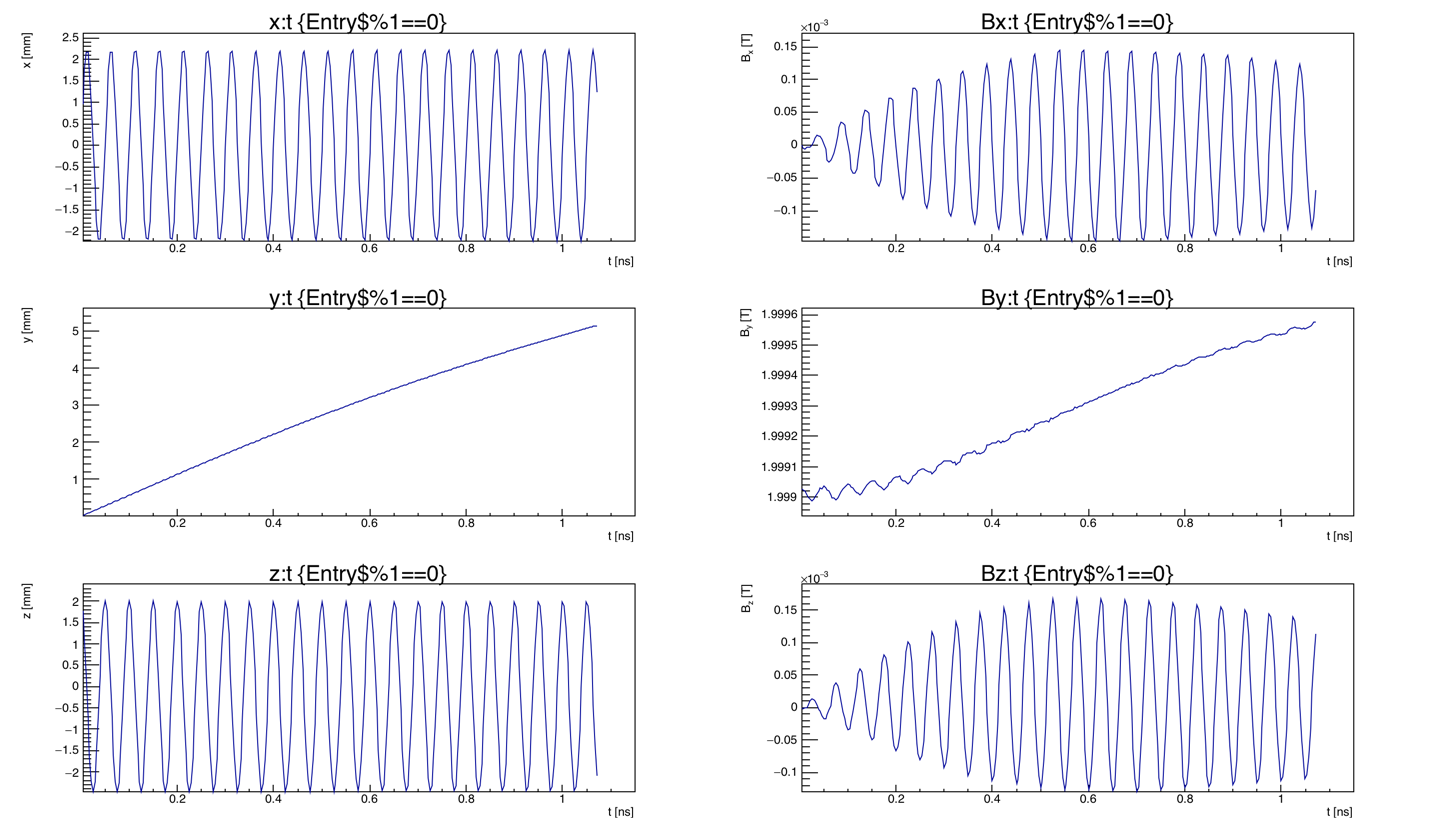 x:t {Entry$%1==0}
x [mm]
2.5
2
1.5
1
0.5
0
−0.5
−1
−1.5
−2
0.2 0.4 0.6 0.8 1
t [ns]
Bx:t {Entry$%1==0}
×10−3
Bx [T]
0.15
0.1
0.05
0
−0.05
−0.1
0.2 0.4 0.6 0.8 1
t [ns]
y:t {Entry$%1==0}
y [mm]
5
4
3
2
1
0.2 0.4 0.6 0.8 1
t [ns]
By:t {Entry$%1==0}
By [T]
1.9996
1.9995
1.9994
1.9993
1.9992
1.9991
1.999
0.2 0.4 0.6 0.8 1
t [ns]
z:t {Entry$%1==0}
z [mm]
2
1.5
1
0.5
0
−0.5
−1
−1.5
−2
0.2 0.4 0.6 0.8 1
t [ns]
Bz:t {Entry$%1==0}
×10−3
Bz [T]
0.15
0.1
0.05
0
−0.05
−0.1
0.2 0.4 0.6 0.8 1
t [ns]